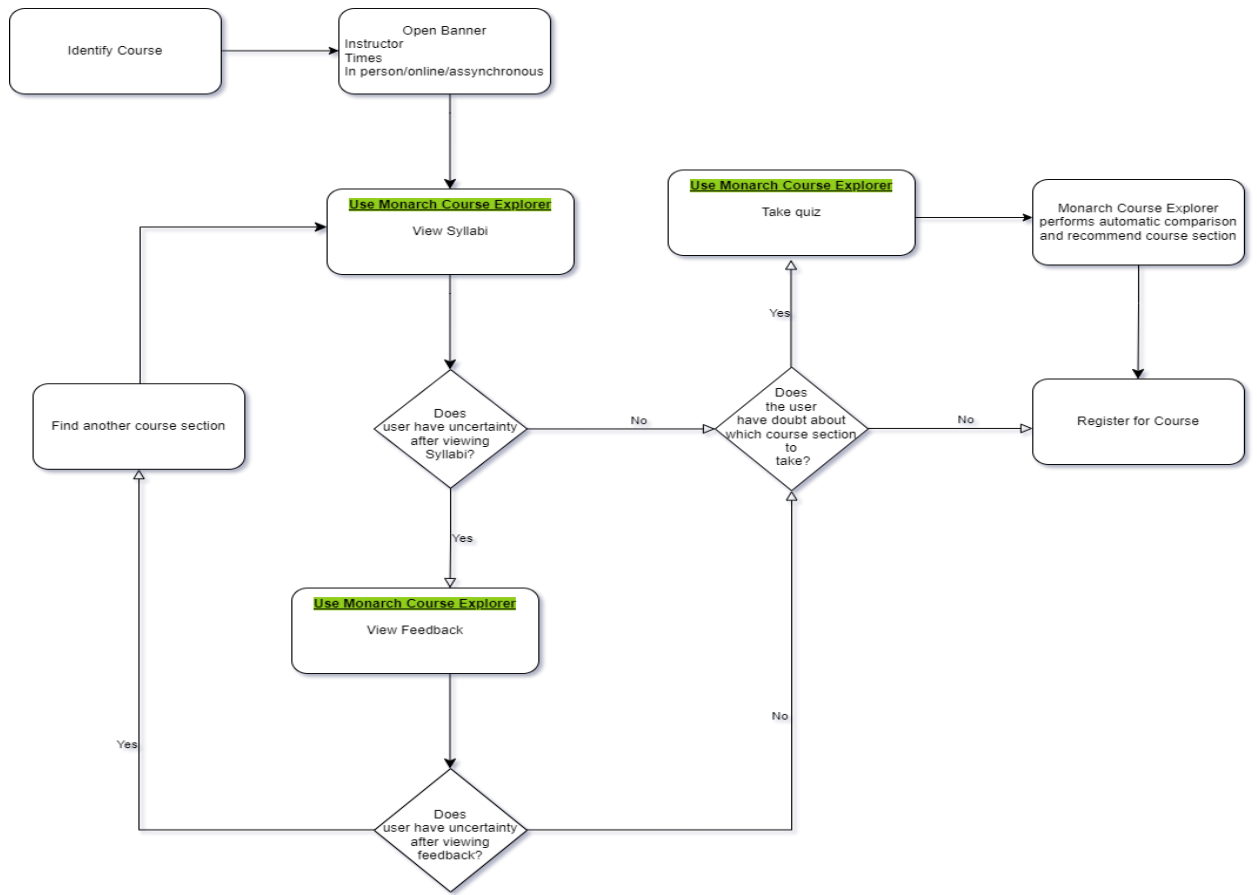 Identify Course
Open Banner
Instructor
Times
In person/online/assynchronous
Use Monarch Course Explorer
View Syllabi
Use Monarch Course Explorer
Take quiz
Monarch Course Explorer
performs automatic comparison
and recommend course section
Yes
Find another course section
Does
user have uncertainty
after viewing
Syllabi?
No
Does
the user
have doubt about
which course section
to
take?
No
Register for Course
Yes
Use Monarch Course Explorer
View Feedback
Yes
No
Does
user have uncertainty
after viewing
feedback?